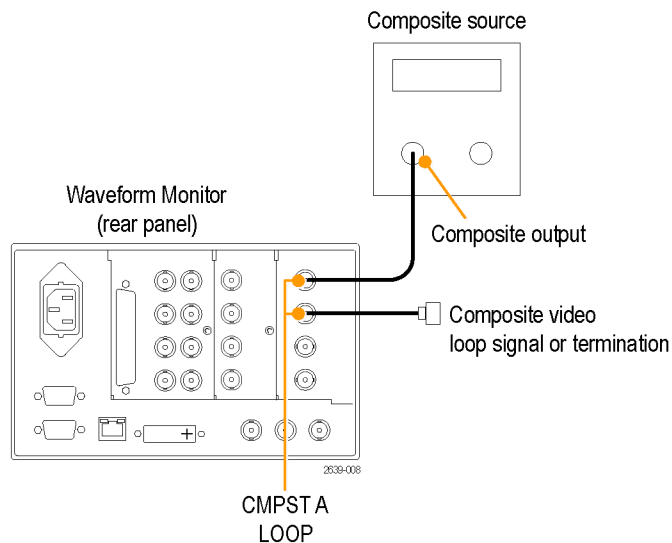 Composite source
Waveform Monitor
(rear panel)
Composite output
Composite video
loop signal or termination
2639-008
CMPST A
LOOP